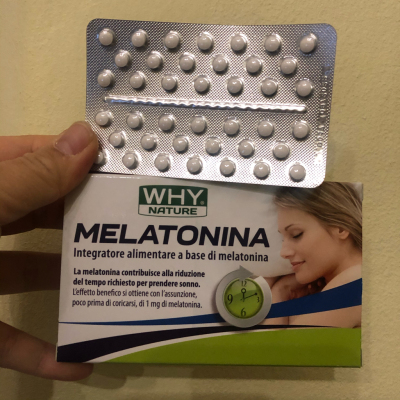 WHY
NATURE
MELATONINA
Integratore alimentare a base di melatonina
La melatonina contribuisce alla riduzione
del tempo richiesto per prendere sonno.
L'effetto benefico si ottiene con l'assunzione,
poco prima di coricarsi, di 1 mg di melatonina.